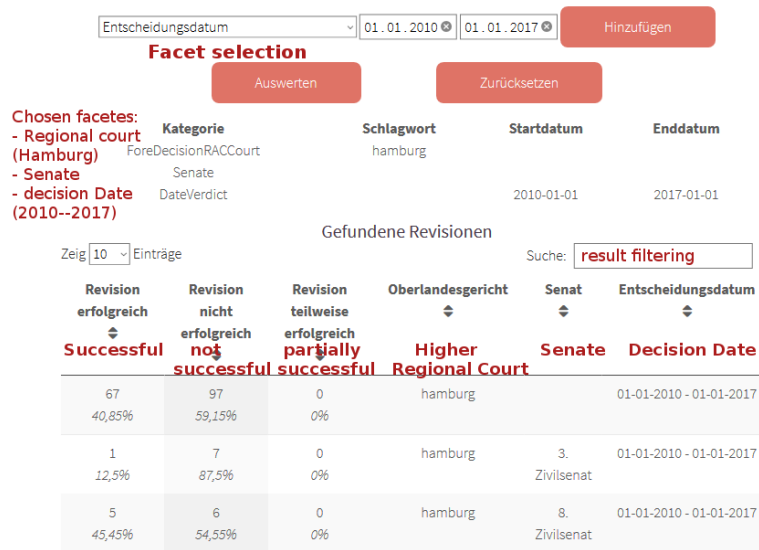 Entscheidungsdatum 01.01.2010 01.01.2017 Hinzufügen
Facet selection
Auswerten Zurücksetzen
Chosen facetes:
- Regional court
(Hamburg)
- Senate
- decision Date
(2010--2017)
Kategorie Schlagwort Startdatum Enddatum
ForeDecisionRACCourt hamburg
Senate
DateVerdict 2010-01-01 2017-01-01
Gefundene Revisionen
Zeig 10 Einträge Suche: result filtering
Revision erfolgreich
Revision nicht erfolgreich
Revision teilweise erfolgreich
Oberlandesgericht
Senat
Entscheidungsdatum
Successful
not successful
partially successful
Higher Regional Court
Senate
Decision Date
67 97 0 hamburg 01-01-2010 - 01-01-2017
40,85% 59,15% 0%
1 7 0 hamburg 3. 01-01-2010 - 01-01-2017
12,5% 87,5% 0% Zivilsenat
5 6 0 hamburg 8. 01-01-2010 - 01-01-2017
45,45% 54,55% 0% Zivilsenat